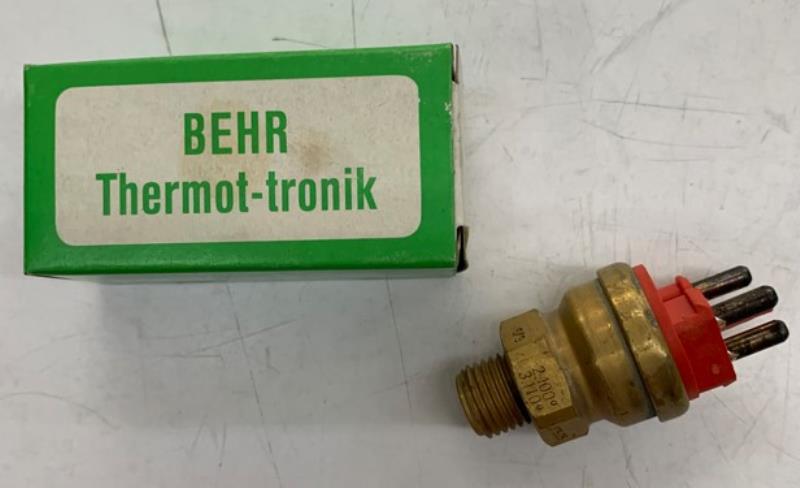 BEHR
Thermot-tronik
2.100°
3.110°